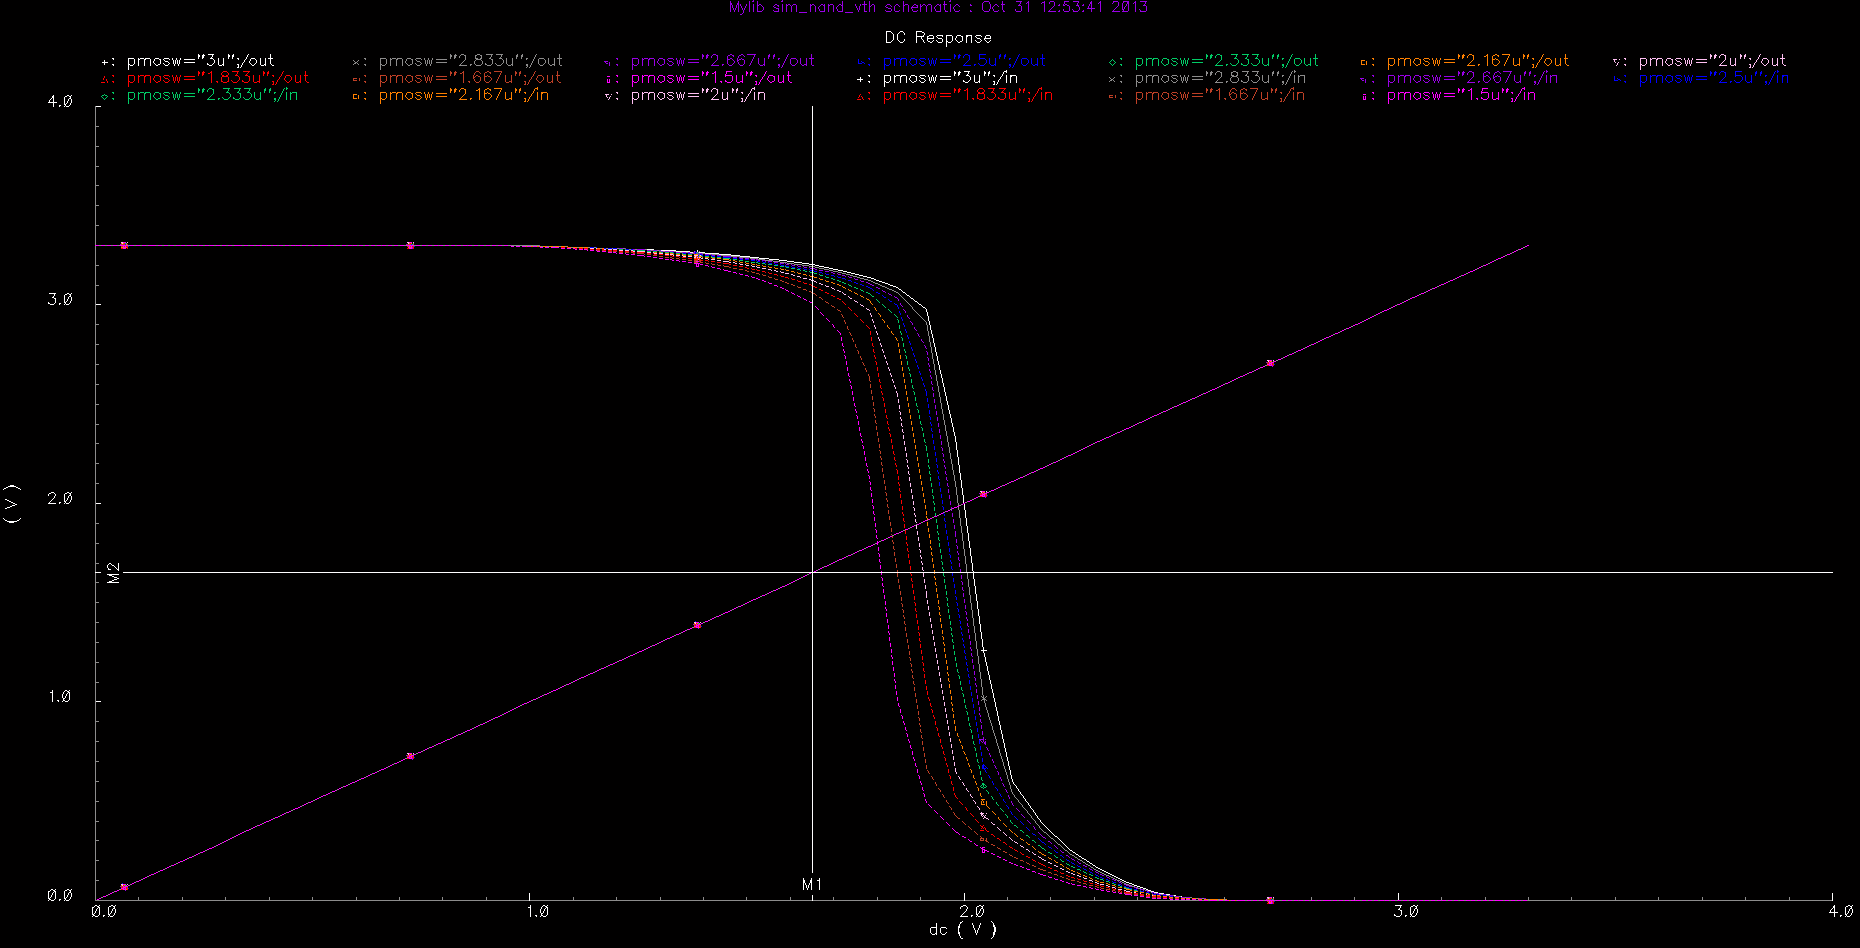 Mylib sim_nand_vth schematic : Oct 31 12:53:41 2013
DC Response
+: pmosw="3u";/out ×: pmosw="2.833u";/out : pmosw="2.667u";/out : pmosw="2.5u";/out ◇: pmosw="2.333u";/out □: pmosw="2.167u";/out ▽: pmosw="2u";/out
△: pmosw="1.833u";/out : pmosw="1.667u";/out : pmosw="1.5u";/out +: pmosw="3u";/in ×: pmosw="2.833u";/in : pmosw="2.667u";/in : pmosw="2.5u";/in
◇: pmosw="2.333u";/in □: pmosw="2.167u";/in ▽: pmosw="2u";/in △: pmosw="1.833u";/in : pmosw="1.667u";/in : pmosw="1.5u";/in
4.0
3.0
2.0
( V )
M2
1.0
M1
0.0
0.0 1.0 2.0 3.0 4.0
dc ( V )